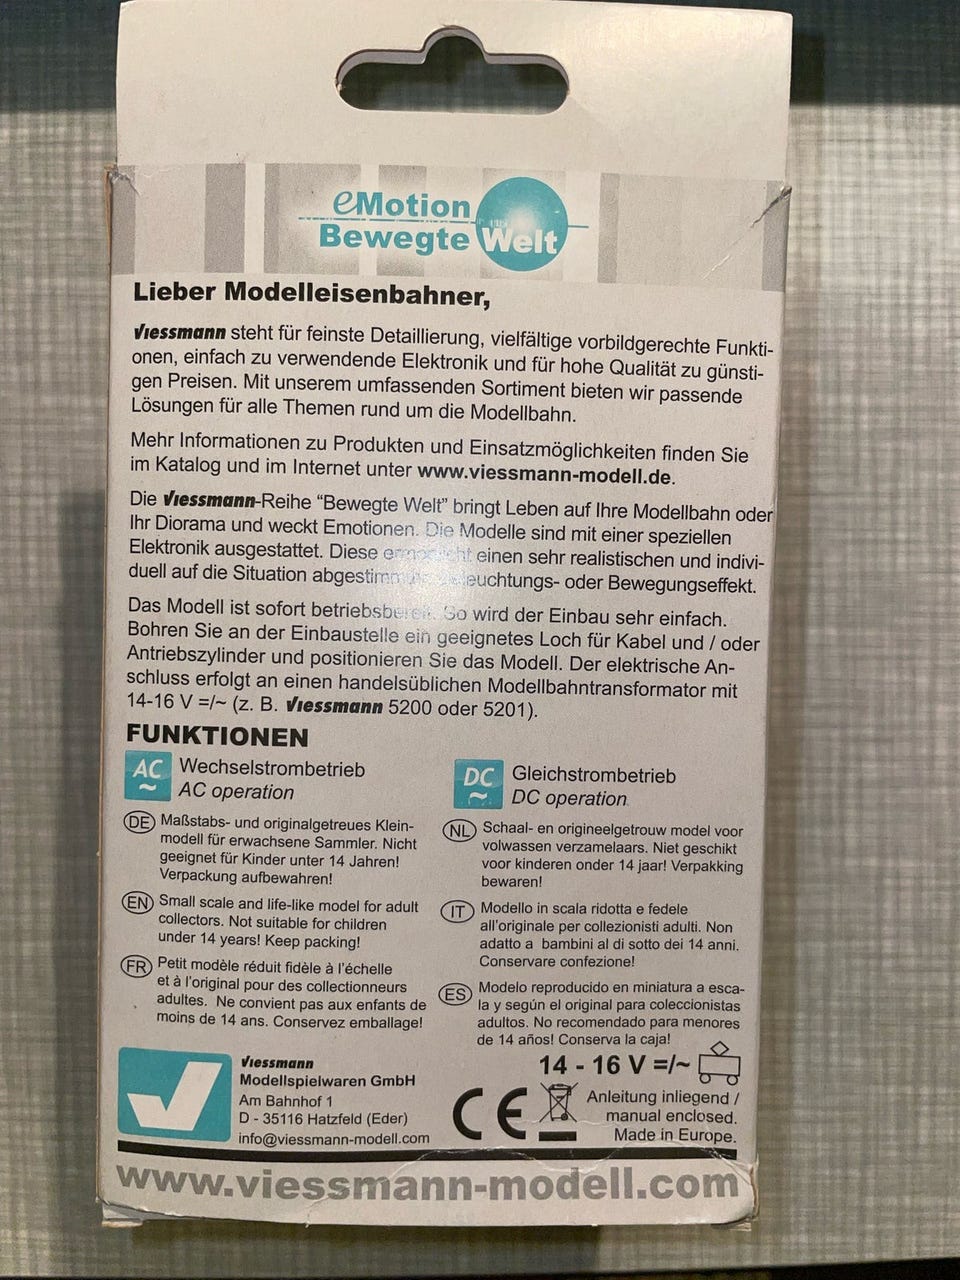 eMotion
Bewegte Welt
Lieber Modelleisenbahner,
Viessmann steht für feinste Detaillierung, vielfältige vorbildgerechte Funkti-
onen, einfach zu verwendende Elektronik und für hohe Qualität zu günsti-
gen Preisen. Mit unserem umfassenden Sortiment bieten wir passende
Lösungen für alle Themen rund um die Modellbahn.
Mehr Informationen zu Produkten und Einsatzmöglichkeiten finden Sie
im Katalog und im Internet unter www.viessmann-modell.de.
Die Viessmann-Reihe “Bewegte Welt” bringt Leben auf Ihre Modellbahn oder
Ihr Diorama und weckt Emotionen. Die Modelle sind mit einer speziellen
Elektronik ausgestattet. Diese ermöglicht einen sehr realistischen und indivi-
duell auf die Situation abgestimmten Beleuchtungs- oder Bewegungseffekt.
Das Modell ist sofort betriebsbereit. So wird der Einbau sehr einfach.
Bohren Sie an der Einbaustelle ein geeignetes Loch für Kabel und / oder
Antriebszylinder und positionieren Sie das Modell. Der elektrische An-
schluss erfolgt an einen handelsüblichen Modellbahntransformator mit
14-16 V =/~ (z. B. Viessmann 5200 oder 5201).
FUNKTIONEN
AC ~ Wechselstrombetrieb
AC operation
DC ~ Gleichstrombetrieb
DC operation
DE Maßstabs- und originalgetreues Klein-
modell für erwachsene Sammler. Nicht
geeignet für Kinder unter 14 Jahren!
Verpackung aufbewahren!
EN Small scale and life-like model for adult
collectors. Not suitable for children
under 14 years! Keep packing!
FR Petit modèle réduit fidèle à l'échelle
et à l'original pour des collectionneurs
adultes. Ne convient pas aux enfants de
moins de 14 ans. Conservez emballage!
NL Schaal- en origineelgetrouw model voor
volwassen verzamelaars. Niet geschikt
voor kinderen onder 14 jaar! Verpakking
bewaren!
IT Modello in scala ridotta e fedele
all'originale per collezionisti adulti. Non
adatto a bambini al di sotto dei 14 anni.
Conservare confezione!
ES Modelo reproducido en miniatura a esca-
la y según el original para coleccionistas
adultos. No recomendado para menores
de 14 años! Conserva la caja!
Viessmann
Modellspielwaren GmbH
Am Bahnhof 1
D - 35116 Hatzfeld (Eder)
info@viessmann-modell.com
14 - 16 V =/~
CE
Anleitung inliegend /
manual enclosed.
Made in Europe.
www.viessmann-modell.com